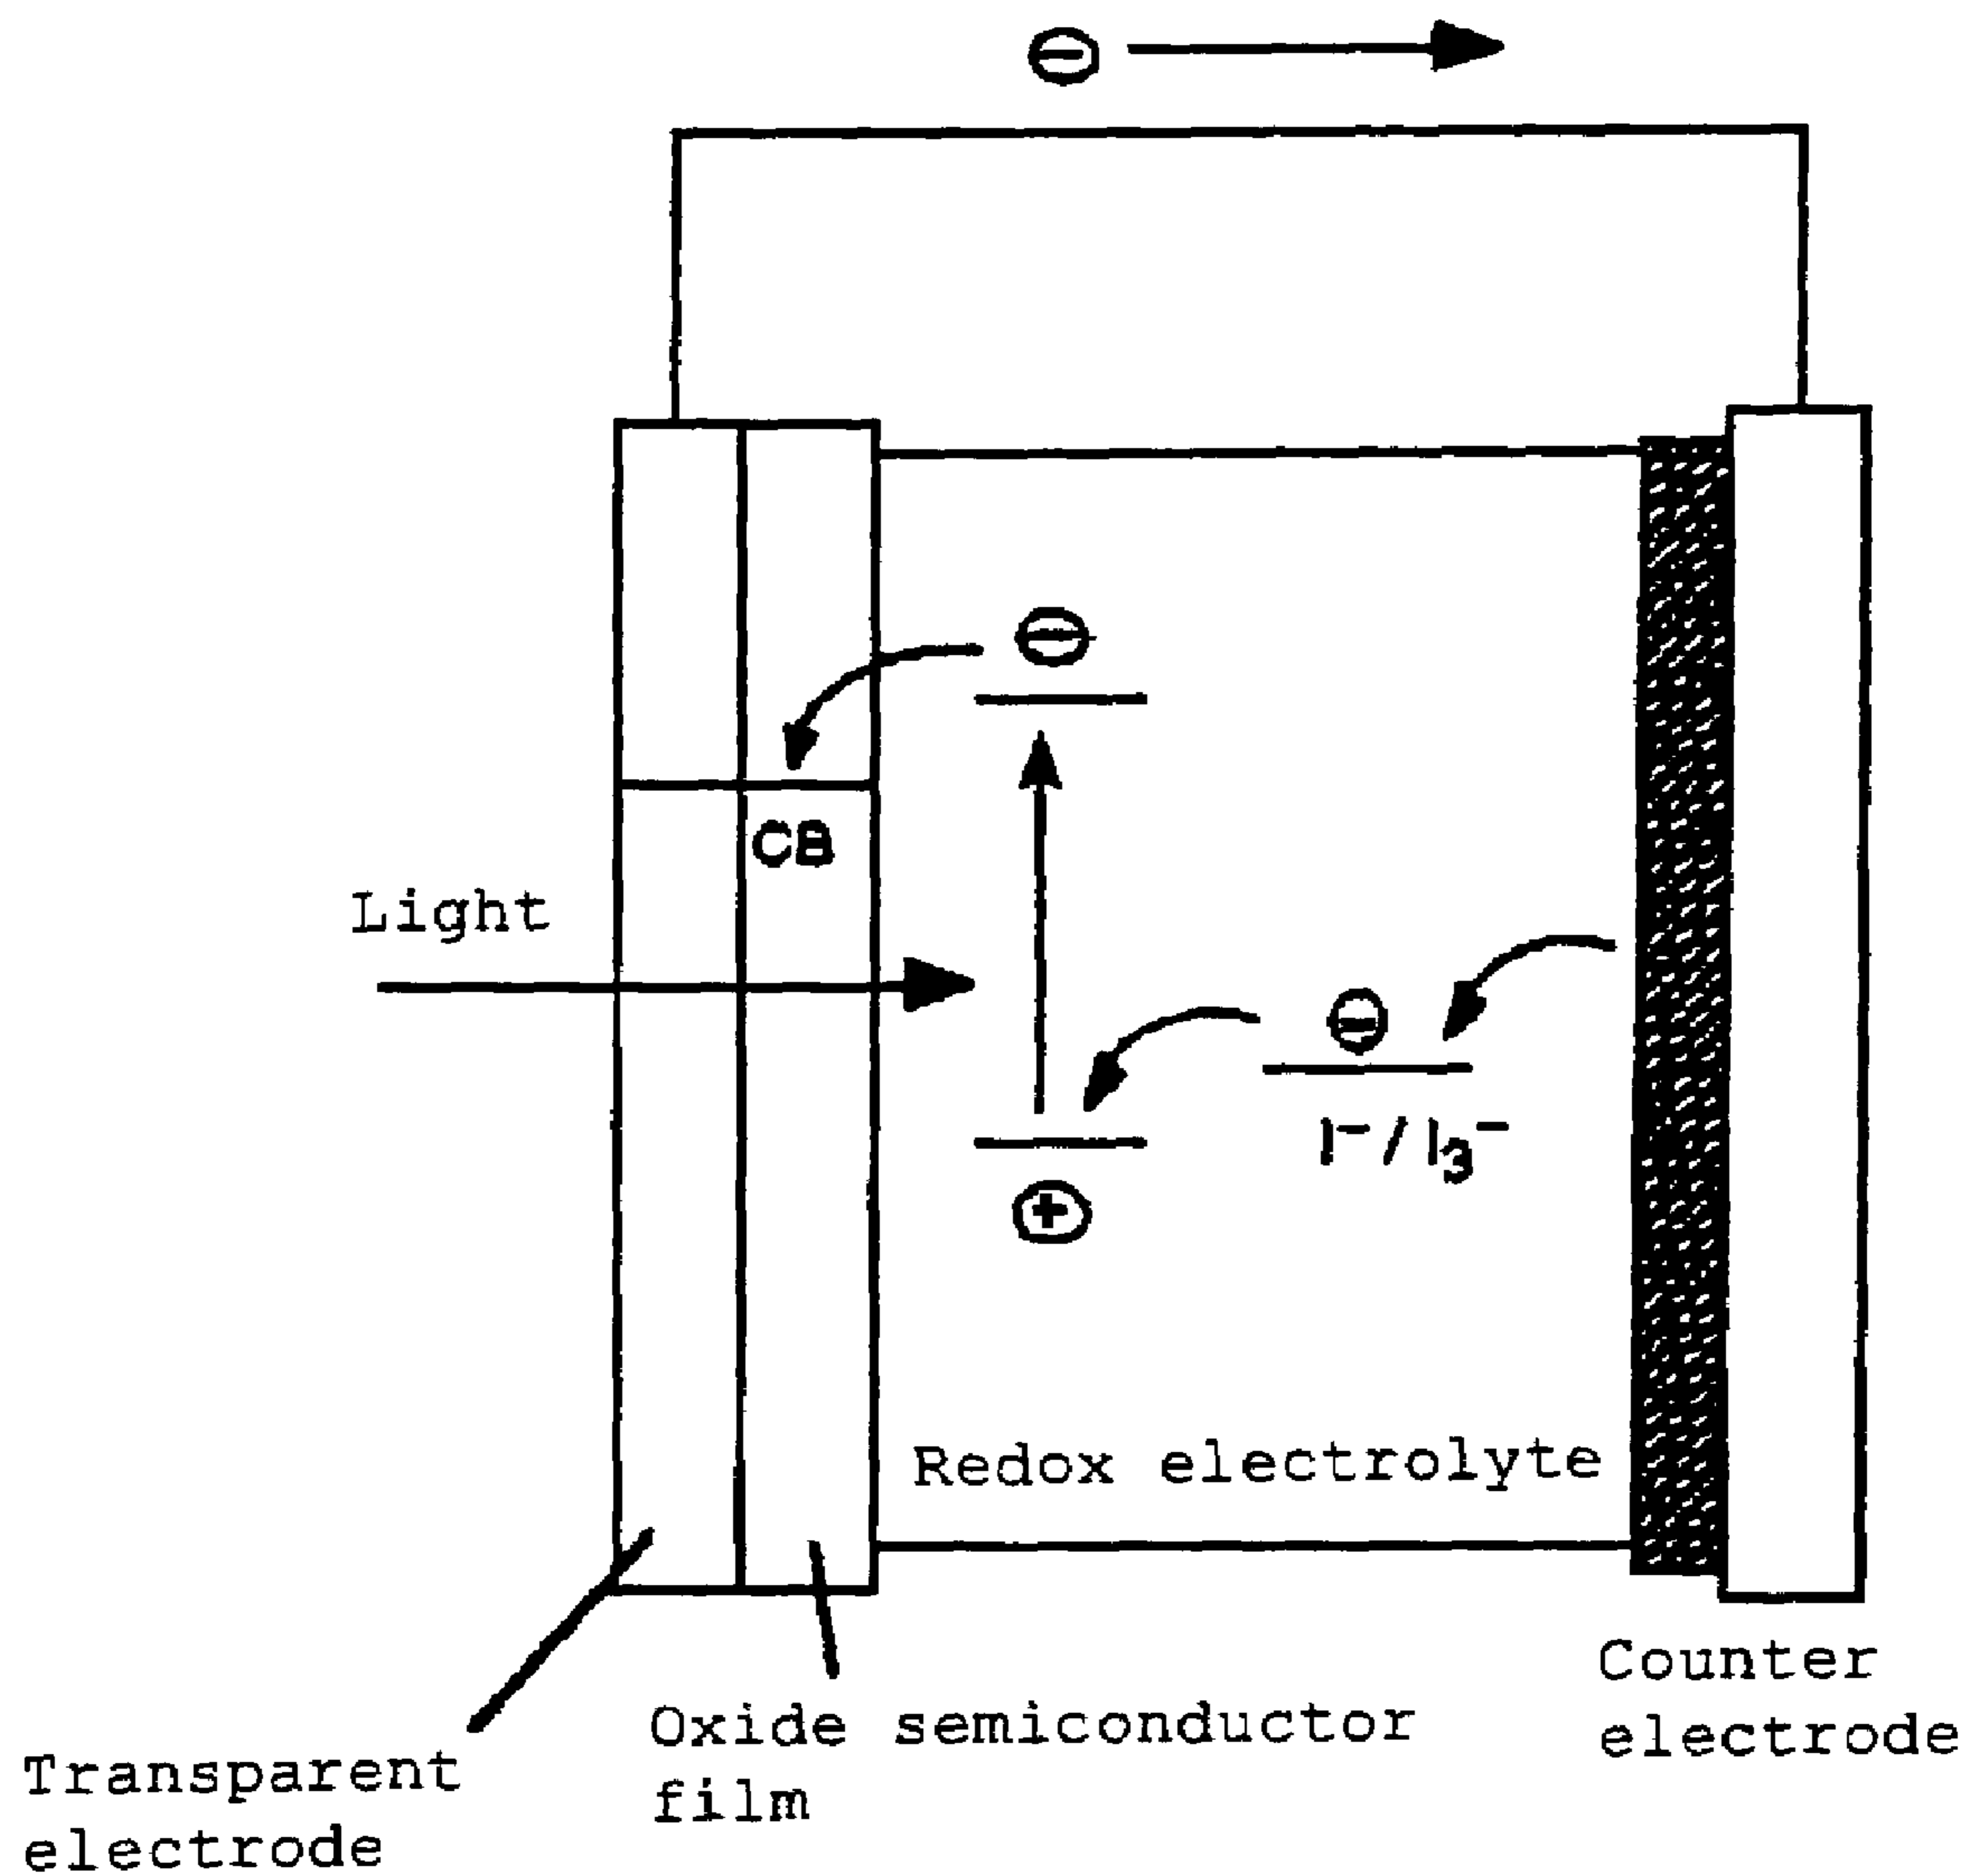 ⊖
⊖
CB
Light
⊖
I⁻/I₃⁻
⊕
Redox electrolyte
Counter
electrode
Oxide semiconductor
film
Transparent
electrode